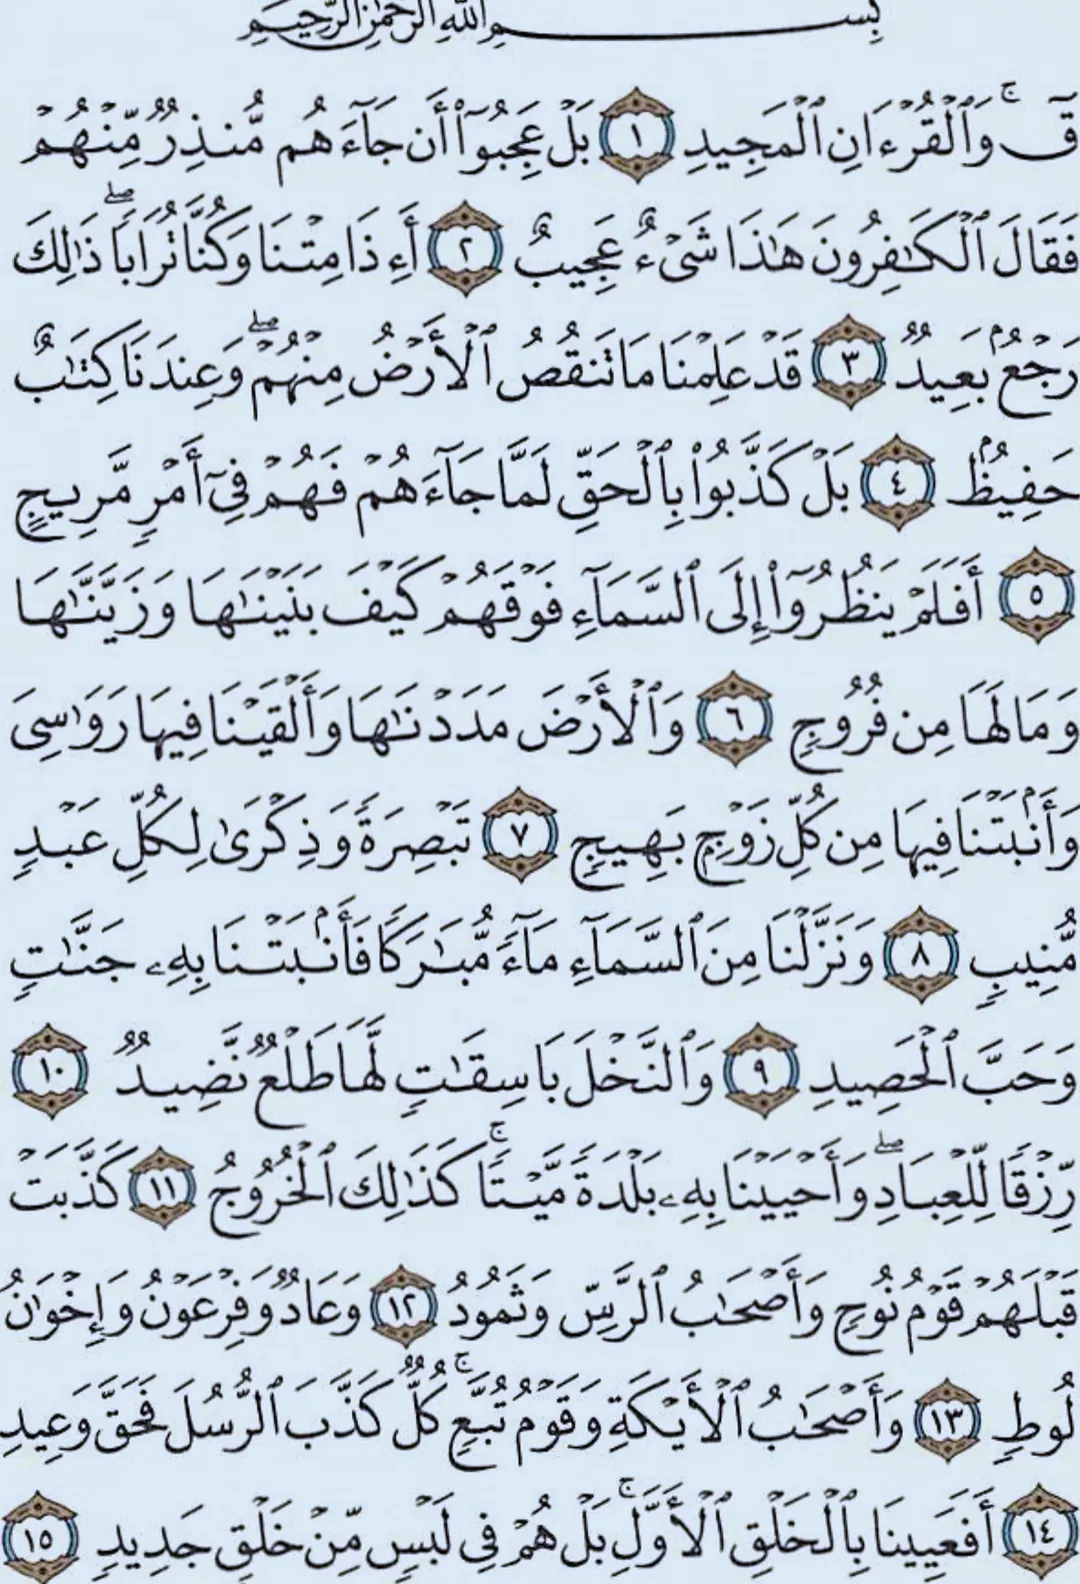 بِسۡمِ ٱللَّهِ ٱلرَّحۡمَٰنِ ٱلرَّحِيمِ
قٓۚ وَٱلۡقُرۡءَانِ ٱلۡمَجِيدِ ١ بَلۡ عَجِبُوٓاْ أَن جَآءَهُم مُّنذِرٞ مِّنۡهُمۡ
فَقَالَ ٱلۡكَٰفِرُونَ هَٰذَا شَيۡءٌ عَجِيبٌ ٢ أَءِذَا مِتۡنَا وَكُنَّا تُرَابٗاۖ ذَٰلِكَ
رَجۡعُۢ بَعِيدٞ ٣ قَدۡ عَلِمۡنَا مَا تَنقُصُ ٱلۡأَرۡضُ مِنۡهُمۡۖ وَعِندَنَا كِتَٰبٌ
حَفِيظُۢ ٤ بَلۡ كَذَّبُواْ بِٱلۡحَقِّ لَمَّا جَآءَهُمۡ فَهُمۡ فِيٓ أَمۡرٖ مَّرِيجٍ
٥ أَفَلَمۡ يَنظُرُوٓاْ إِلَى ٱلسَّمَآءِ فَوۡقَهُمۡ كَيۡفَ بَنَيۡنَٰهَا وَزَيَّنَّٰهَا
وَمَا لَهَا مِن فُرُوجٖ ٦ وَٱلۡأَرۡضَ مَدَدۡنَٰهَا وَأَلۡقَيۡنَا فِيهَا رَوَٰسِيَ
وَأَنۢبَتۡنَا فِيهَا مِن كُلِّ زَوۡجِۭ بَهِيجٖ ٧ تَبۡصِرَةٗ وَذِكۡرَىٰ لِكُلِّ عَبۡدٖ
مُّنِيبٖ ٨ وَنَزَّلۡنَا مِنَ ٱلسَّمَآءِ مَآءٗ مُّبَٰرَكٗا فَأَنۢبَتۡنَا بِهِۦ جَنَّٰتٖ
وَحَبَّ ٱلۡحَصِيدِ ٩ وَٱلنَّخۡلَ بَاسِقَٰتٖ لَّهَا طَلۡعٞ نَّضِيدٞ ١٠
رِّزۡقٗا لِّلۡعِبَادِۖ وَأَحۡيَيۡنَا بِهِۦ بَلۡدَةٗ مَّيۡتٗاۚ كَذَٰلِكَ ٱلۡخُرُوجُ ١١ كَذَّبَتۡ
قَبۡلَهُمۡ قَوۡمُ نُوحٖ وَأَصۡحَٰبُ ٱلرَّسِّ وَثَمُودُ ١٢ وَعَادٞ وَفِرۡعَوۡنُ وَإِخۡوَٰنُ
لُوطٖ ١٣ وَأَصۡحَٰبُ ٱلۡأَيۡكَةِ وَقَوۡمُ تُبَّعٖۚ كُلّٞ كَذَّبَ ٱلرُّسُلَ فَحَقَّ وَعِيدِ
١٤ أَفَعَيِينَا بِٱلۡخَلۡقِ ٱلۡأَوَّلِۚ بَلۡ هُمۡ فِي لَبۡسٖ مِّنۡ خَلۡقٖ جَدِيدٖ ١٥